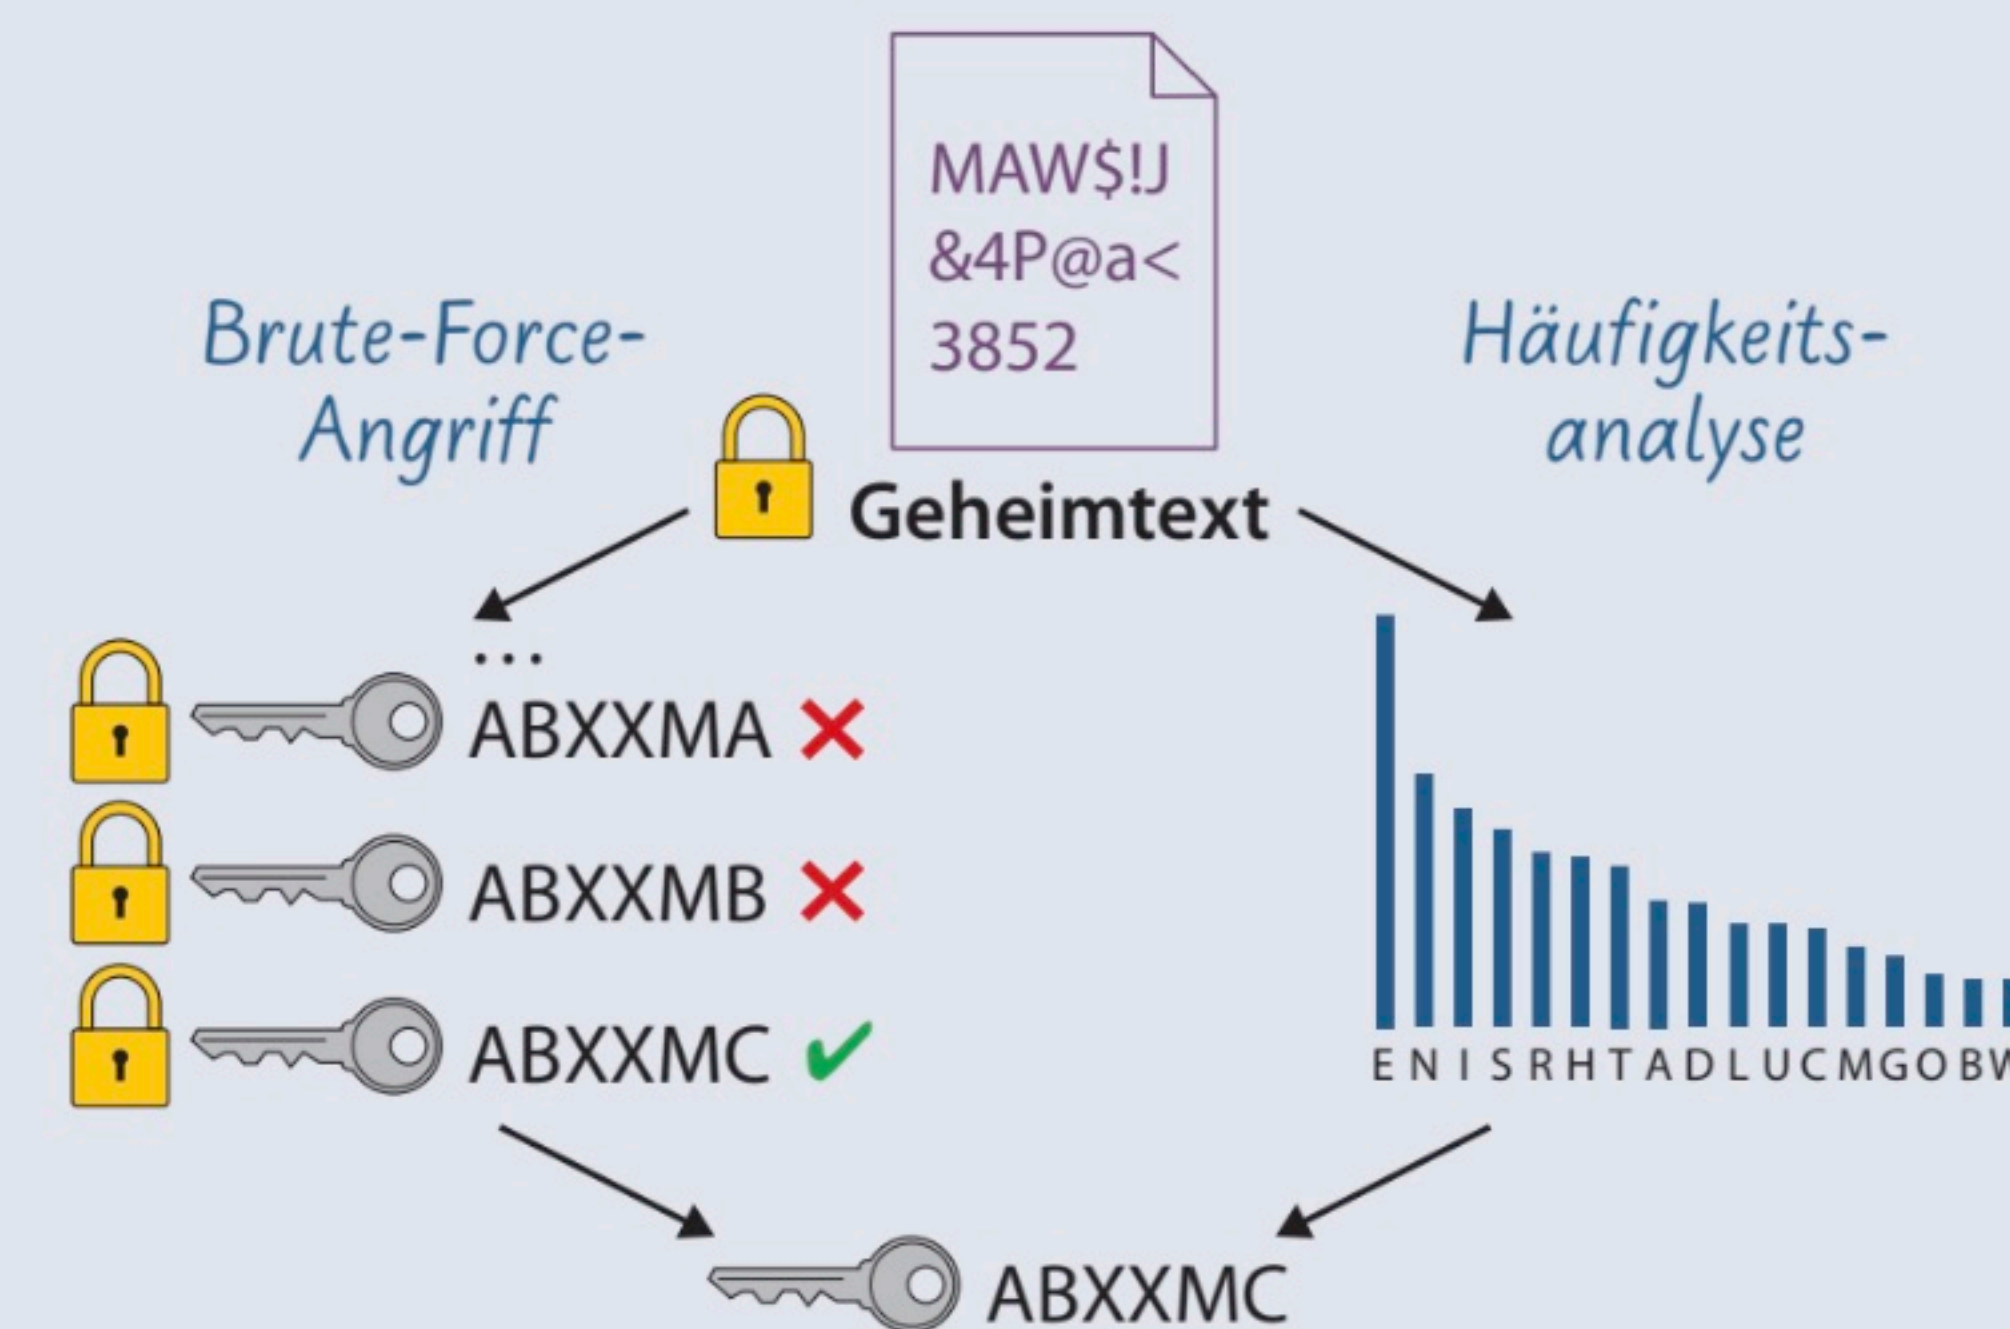 MAW$!J
&4P@a<
3852
Brute-Force-
Angriff
Häufigkeits-
analyse
Geheimtext
...
ABXXMA
ABXXMB
ABXXMC
E N I S R H T A D L U C M G O B W
ABXXMC